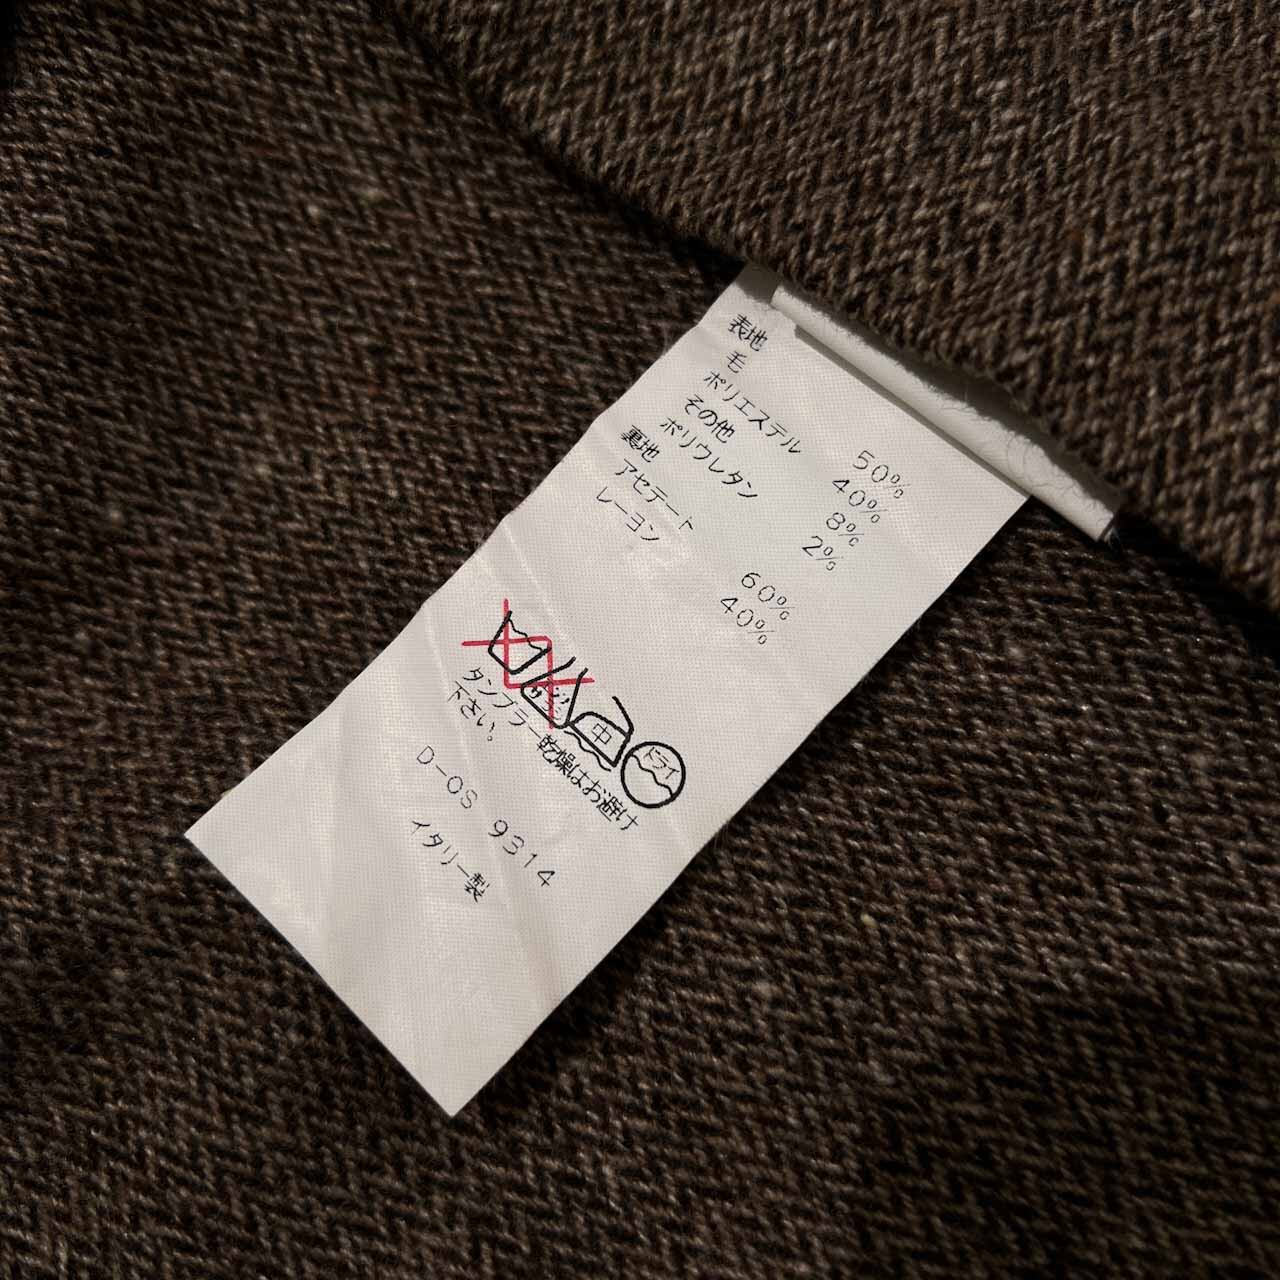 表地
毛 50%
ポリエステル 40%
その他 8%
ポリウレタン 2%
裏地
アセテート 60%
レーヨン 40%
中
ドライ
タンブラー乾燥はお避け
下さい。
D-OS 9314
イタリー製